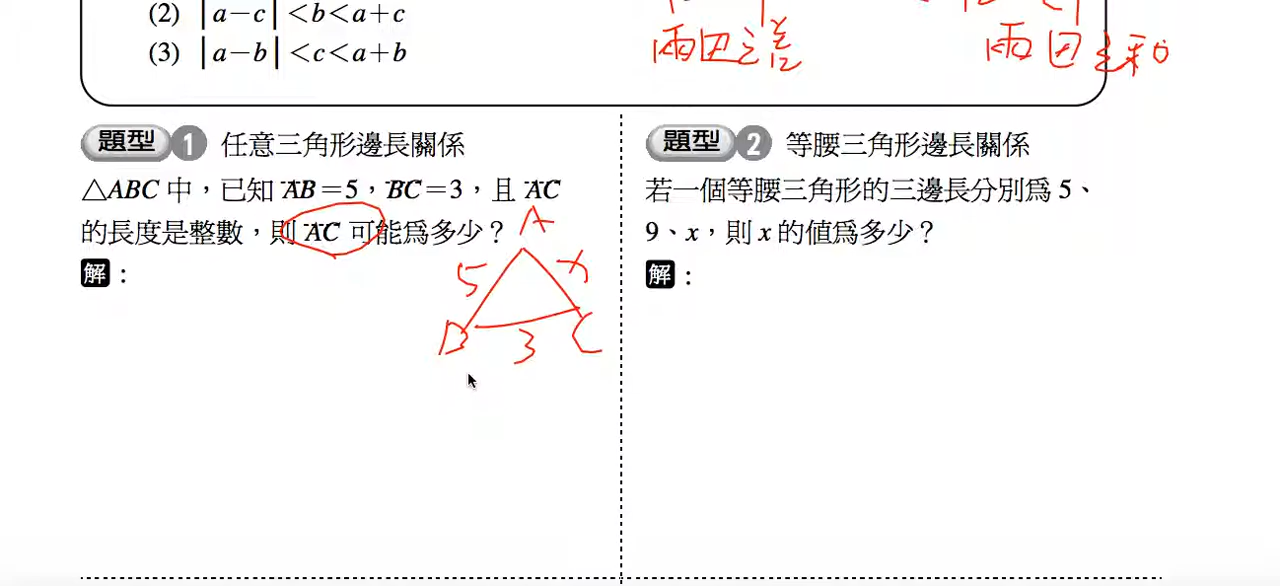 (2) |a−c|<b<a+c
(3) |a−b|<c<a+b
兩边之差
兩边之和
題型 1 任意三角形邊長關係
△ABC 中，已知 AB=5，BC=3，且 AC
的長度是整數，則 AC 可能為多少？
解：
A
5
x
B
3
C
題型 2 等腰三角形邊長關係
若一個等腰三角形的三邊長分別為 5、
9、x，則 x 的值為多少？
解：